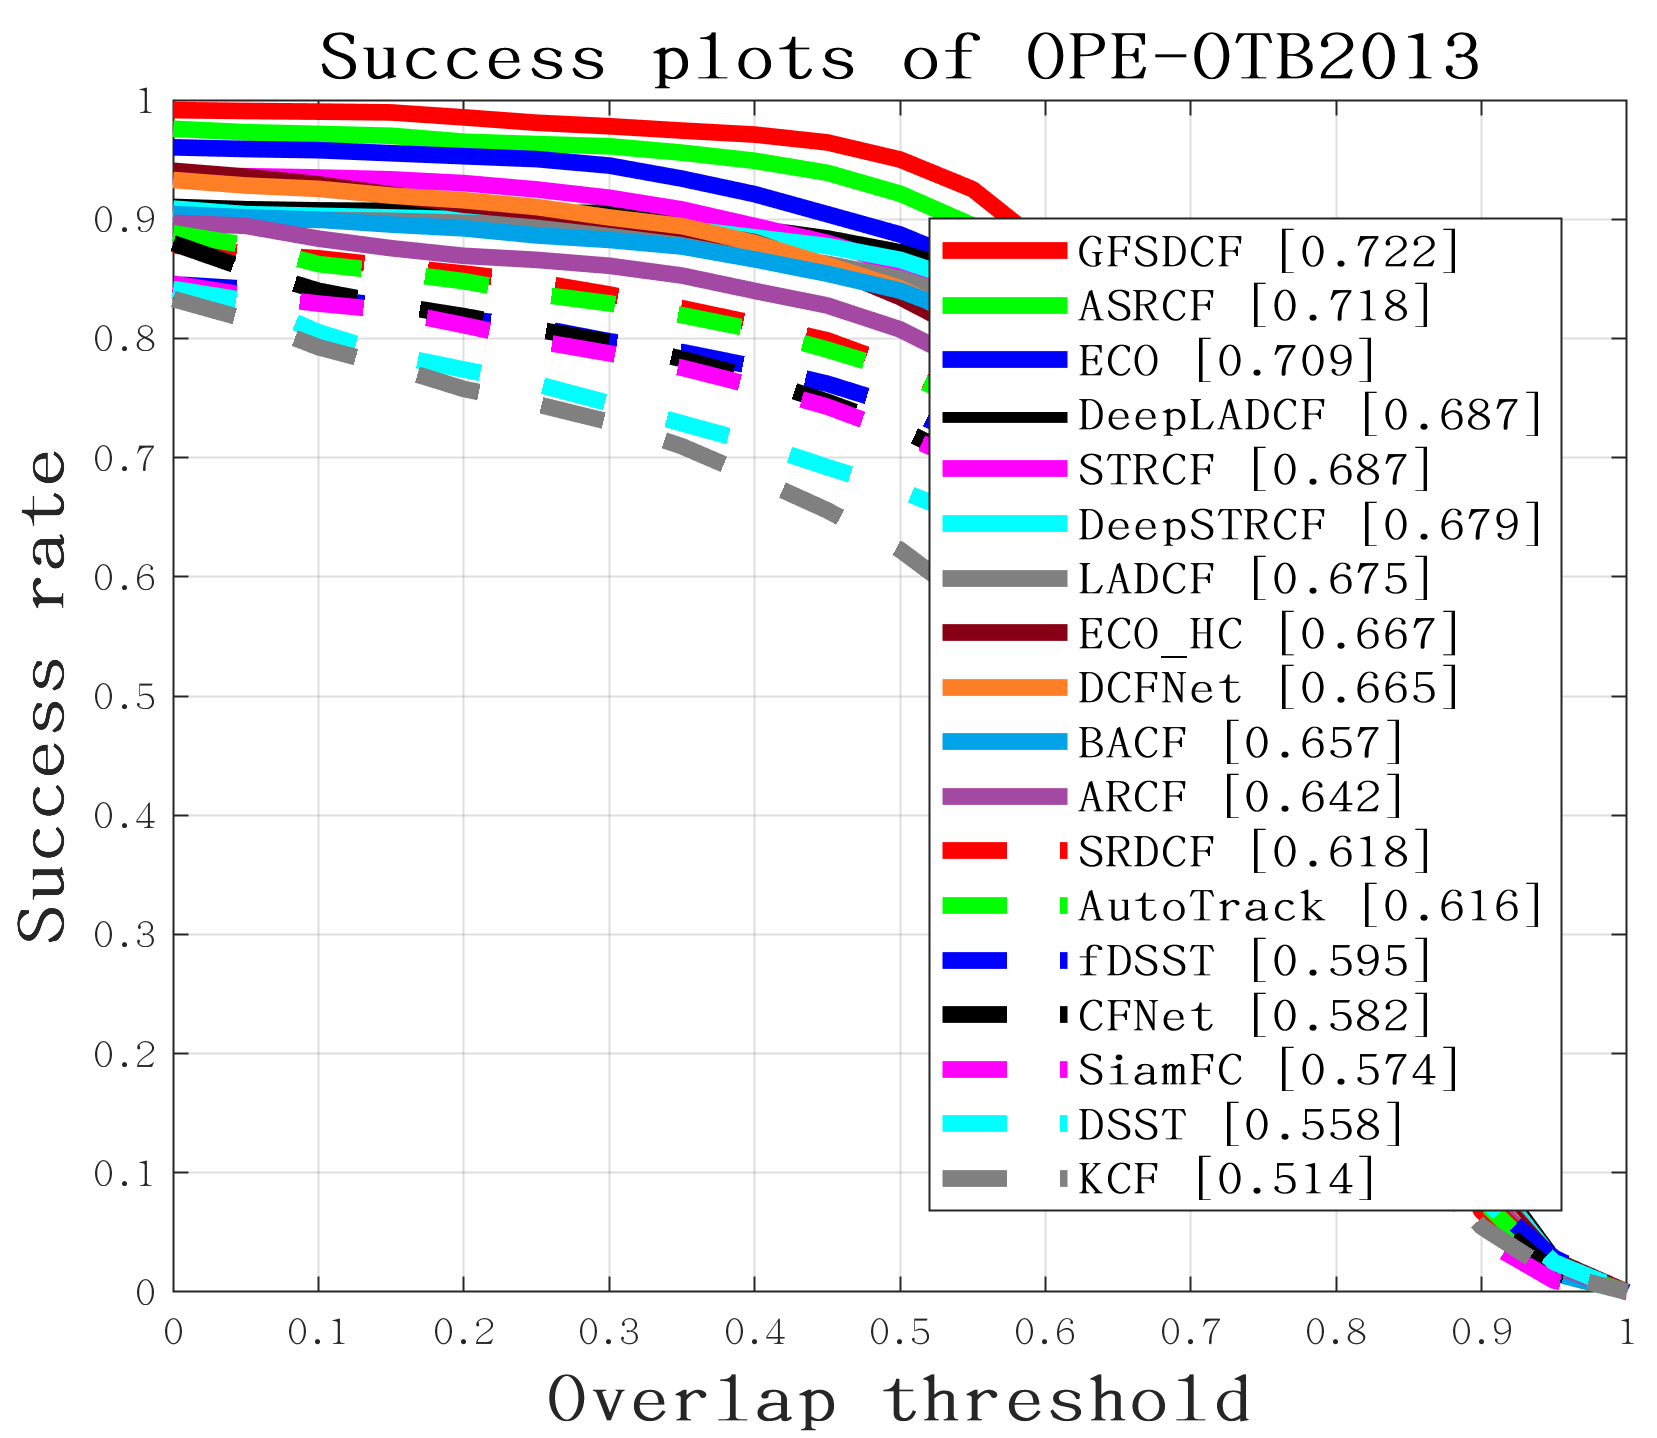 Success plots of OPE-OTB2013
Success rate
1
0.9
0.8
0.7
0.6
0.5
0.4
0.3
0.2
0.1
0
GFSDCF [0.722]
ASRCF [0.718]
ECO [0.709]
DeepLADCF [0.687]
STRCF [0.687]
DeepSTRCF [0.679]
LADCF [0.675]
ECO_HC [0.667]
DCFNet [0.665]
BACF [0.657]
ARCF [0.642]
SRDCF [0.618]
AutoTrack [0.616]
fDSST [0.595]
CFNet [0.582]
SiamFC [0.574]
DSST [0.558]
KCF [0.514]
0 0.1 0.2 0.3 0.4 0.5 0.6 0.7 0.8 0.9 1
Overlap threshold